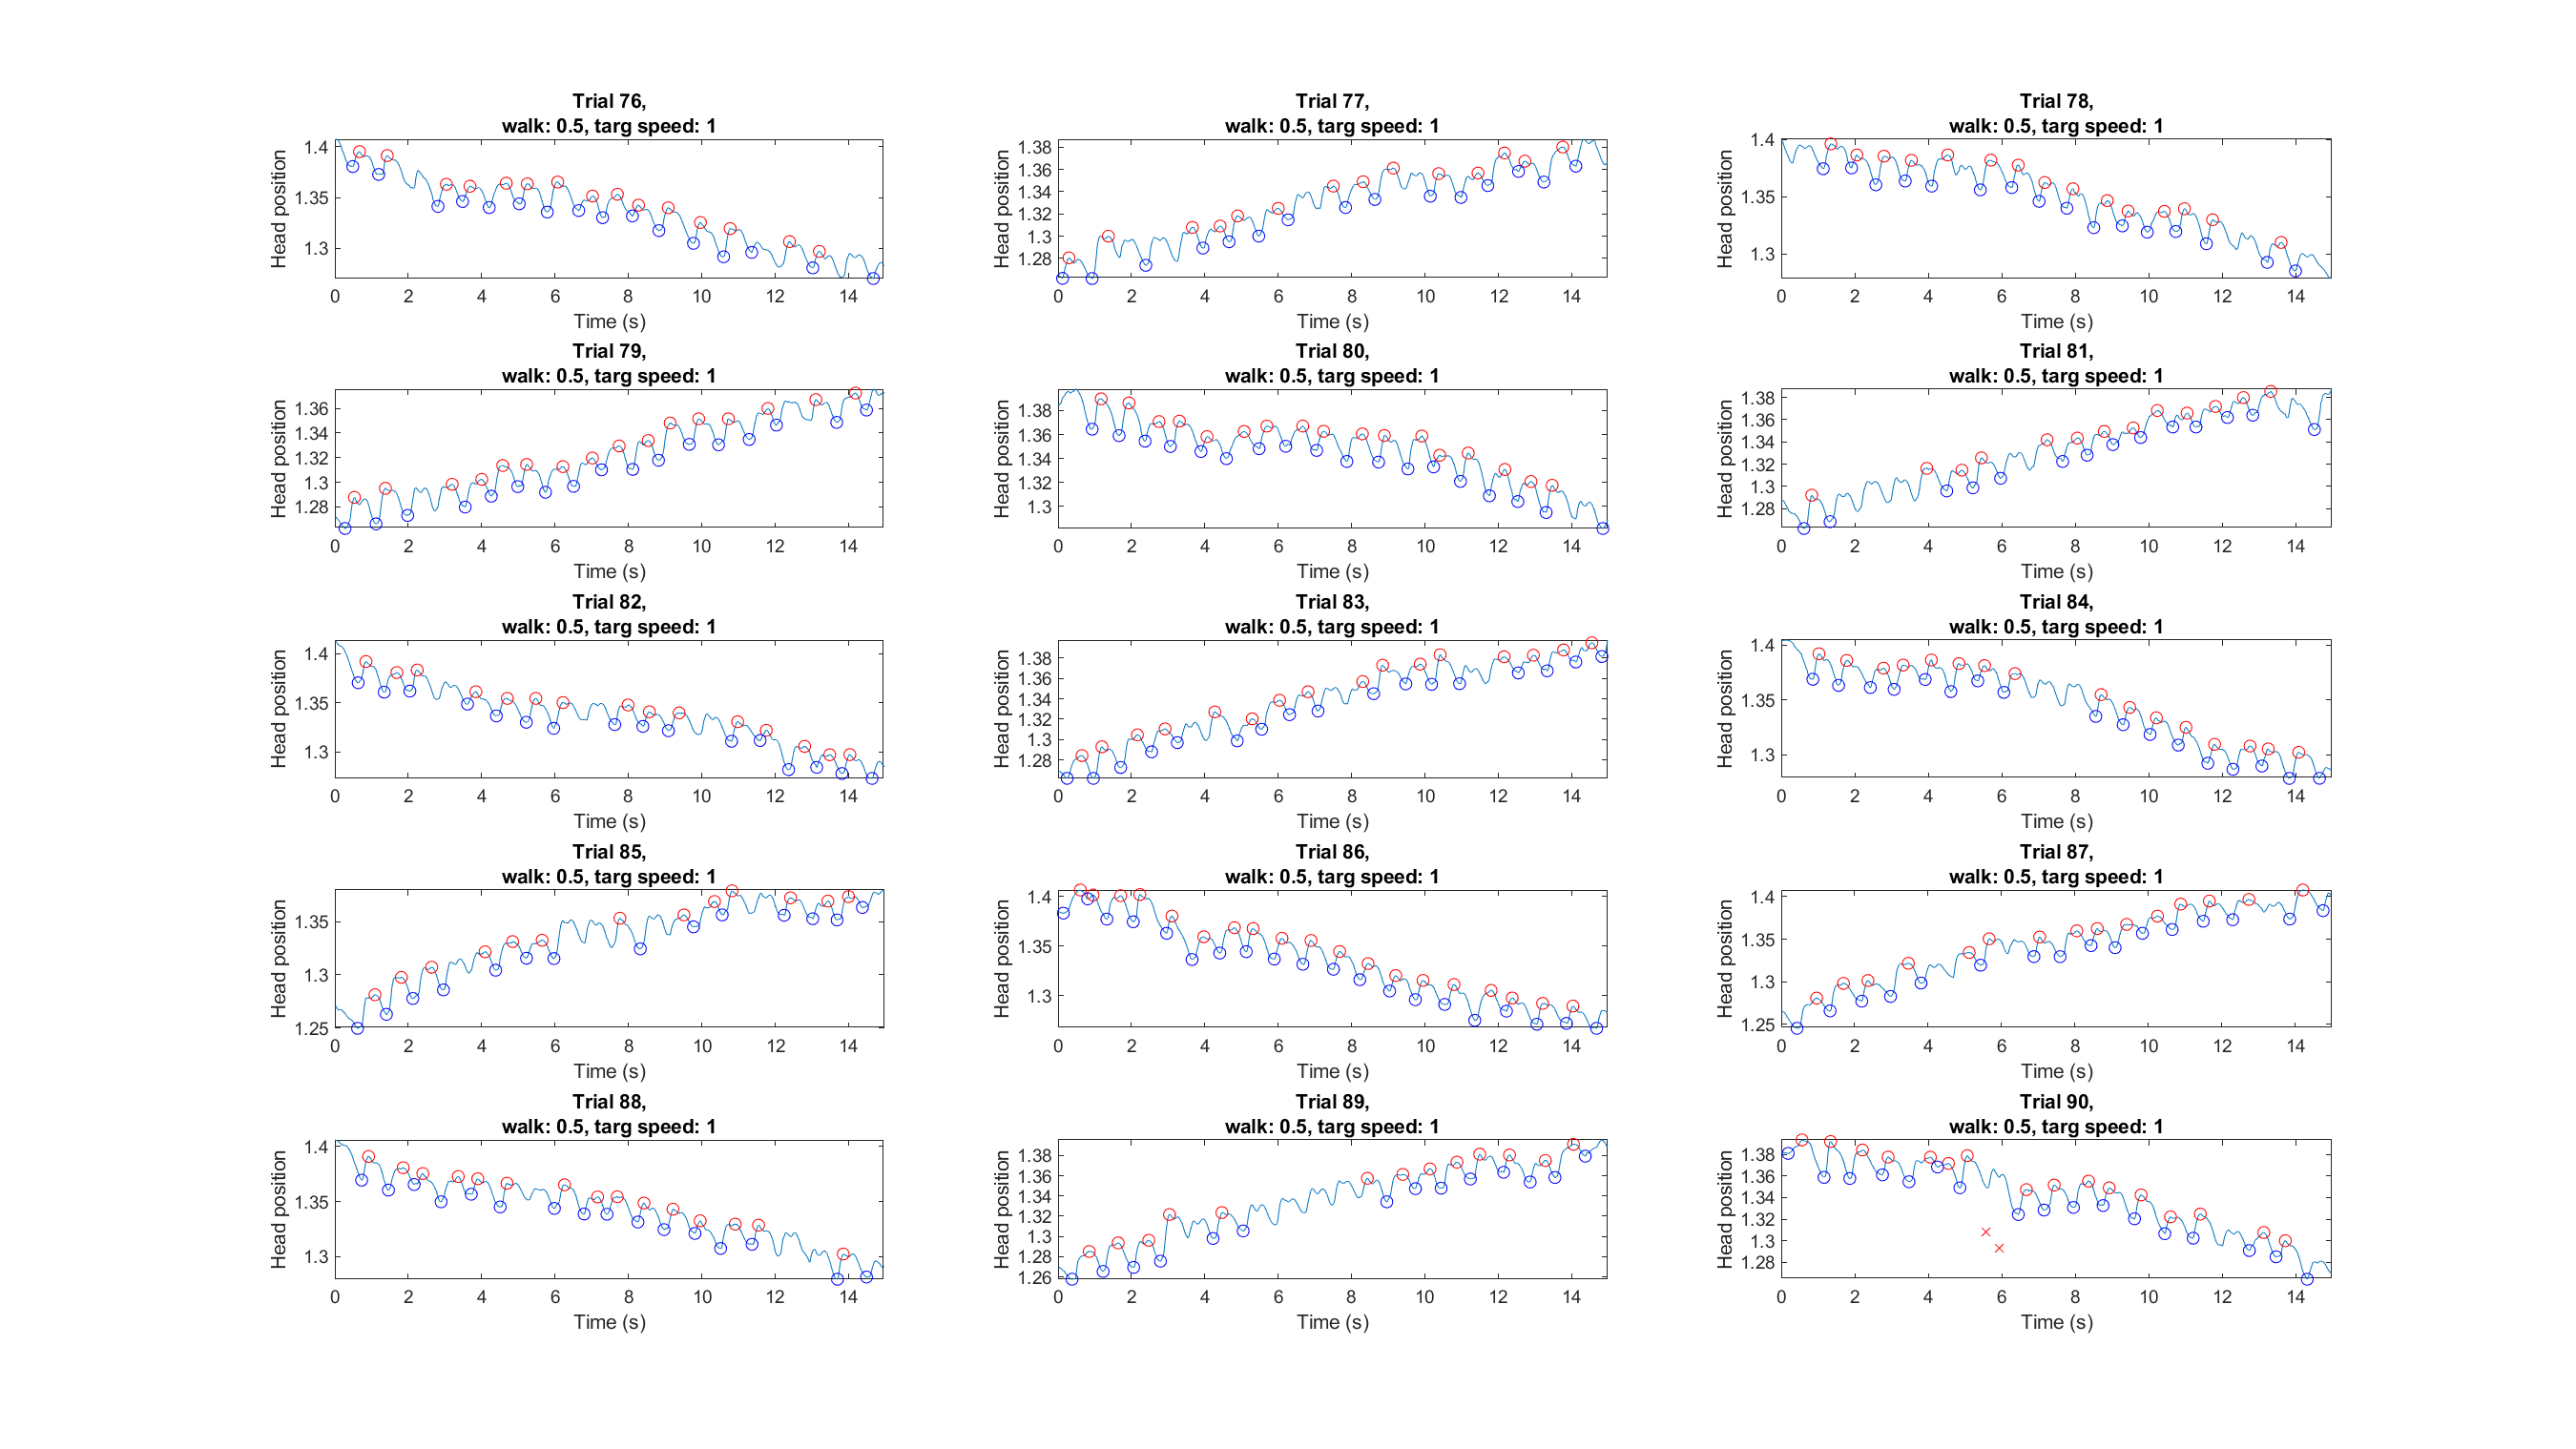 Trial 76,
walk: 0.5, targ speed: 1
Head position
1.4
1.35
1.3
0 2 4 6 8 10 12 14
Time (s)
Trial 77,
walk: 0.5, targ speed: 1
Head position
1.38
1.36
1.34
1.32
1.3
1.28
0 2 4 6 8 10 12 14
Time (s)
Trial 78,
walk: 0.5, targ speed: 1
Head position
1.4
1.35
1.3
0 2 4 6 8 10 12 14
Time (s)
Trial 79,
walk: 0.5, targ speed: 1
Head position
1.36
1.34
1.32
1.3
1.28
0 2 4 6 8 10 12 14
Time (s)
Trial 80,
walk: 0.5, targ speed: 1
Head position
1.38
1.36
1.34
1.32
1.3
0 2 4 6 8 10 12 14
Time (s)
Trial 81,
walk: 0.5, targ speed: 1
Head position
1.38
1.36
1.34
1.32
1.3
1.28
0 2 4 6 8 10 12 14
Time (s)
Trial 82,
walk: 0.5, targ speed: 1
Head position
1.4
1.35
1.3
0 2 4 6 8 10 12 14
Time (s)
Trial 83,
walk: 0.5, targ speed: 1
Head position
1.38
1.36
1.34
1.32
1.3
1.28
0 2 4 6 8 10 12 14
Time (s)
Trial 84,
walk: 0.5, targ speed: 1
Head position
1.4
1.35
1.3
0 2 4 6 8 10 12 14
Time (s)
Trial 85,
walk: 0.5, targ speed: 1
Head position
1.35
1.3
1.25
0 2 4 6 8 10 12 14
Time (s)
Trial 86,
walk: 0.5, targ speed: 1
Head position
1.4
1.35
1.3
0 2 4 6 8 10 12 14
Time (s)
Trial 87,
walk: 0.5, targ speed: 1
Head position
1.4
1.35
1.3
1.25
0 2 4 6 8 10 12 14
Time (s)
Trial 88,
walk: 0.5, targ speed: 1
Head position
1.4
1.35
1.3
0 2 4 6 8 10 12 14
Time (s)
Trial 89,
walk: 0.5, targ speed: 1
Head position
1.38
1.36
1.34
1.32
1.3
1.28
1.26
0 2 4 6 8 10 12 14
Time (s)
Trial 90,
walk: 0.5, targ speed: 1
Head position
1.38
1.36
1.34
1.32
1.3
1.28
0 2 4 6 8 10 12 14
Time (s)